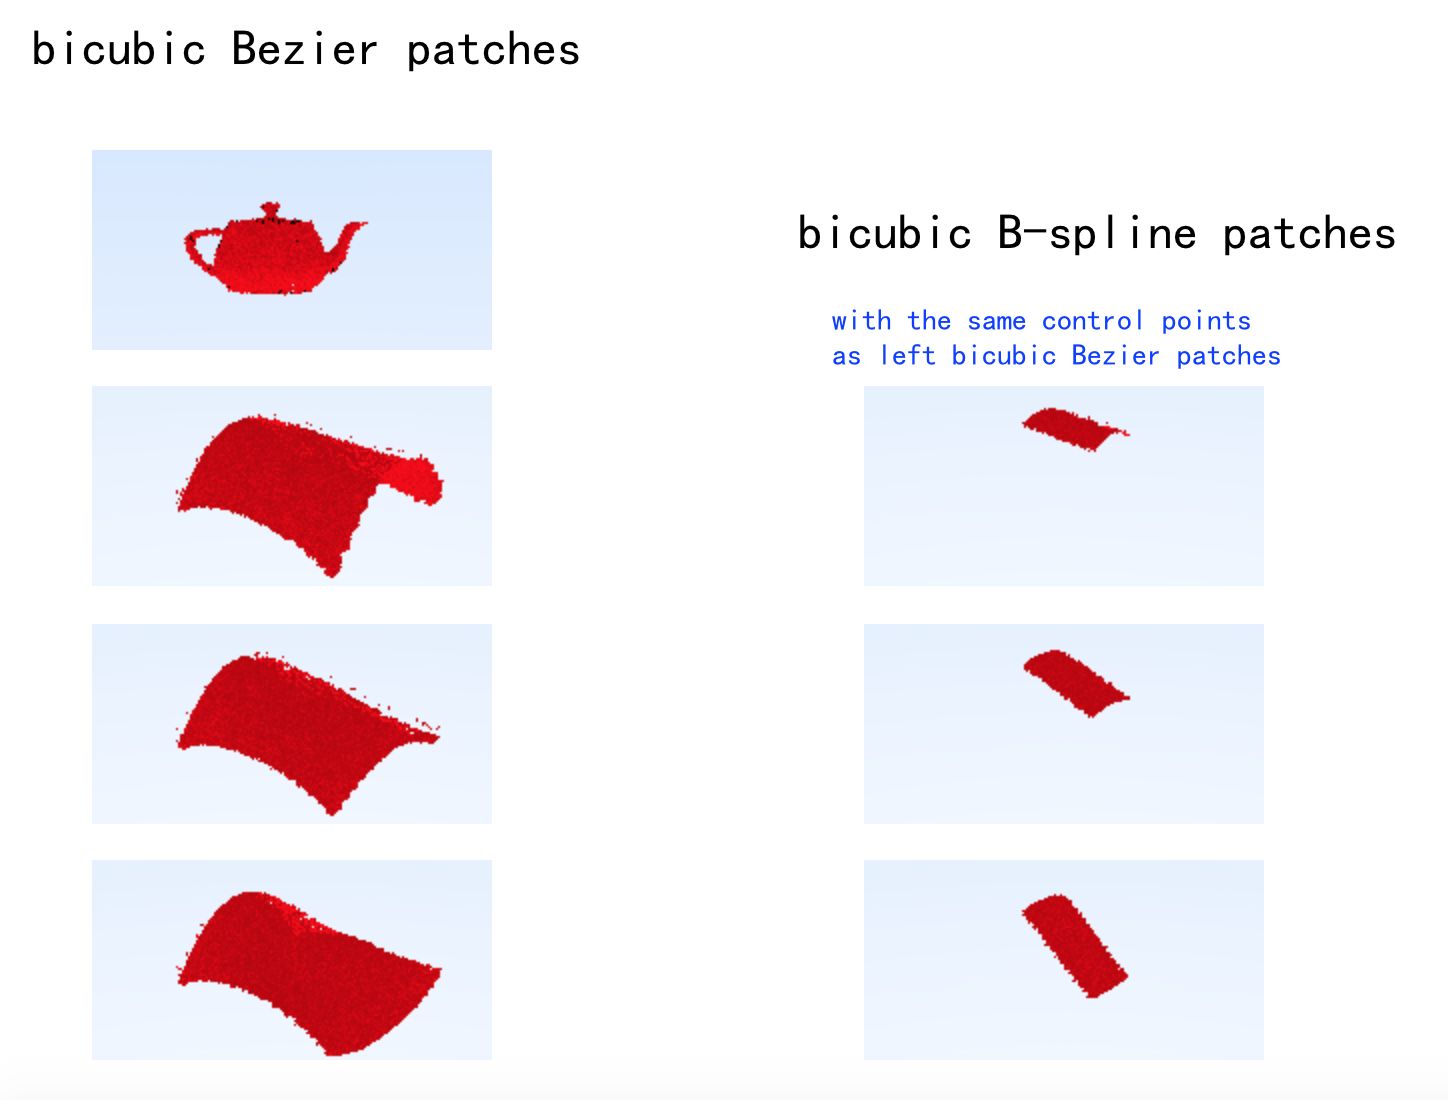 bicubic Bezier patches
bicubic B-spline patches
with the same control points
as left bicubic Bezier patches